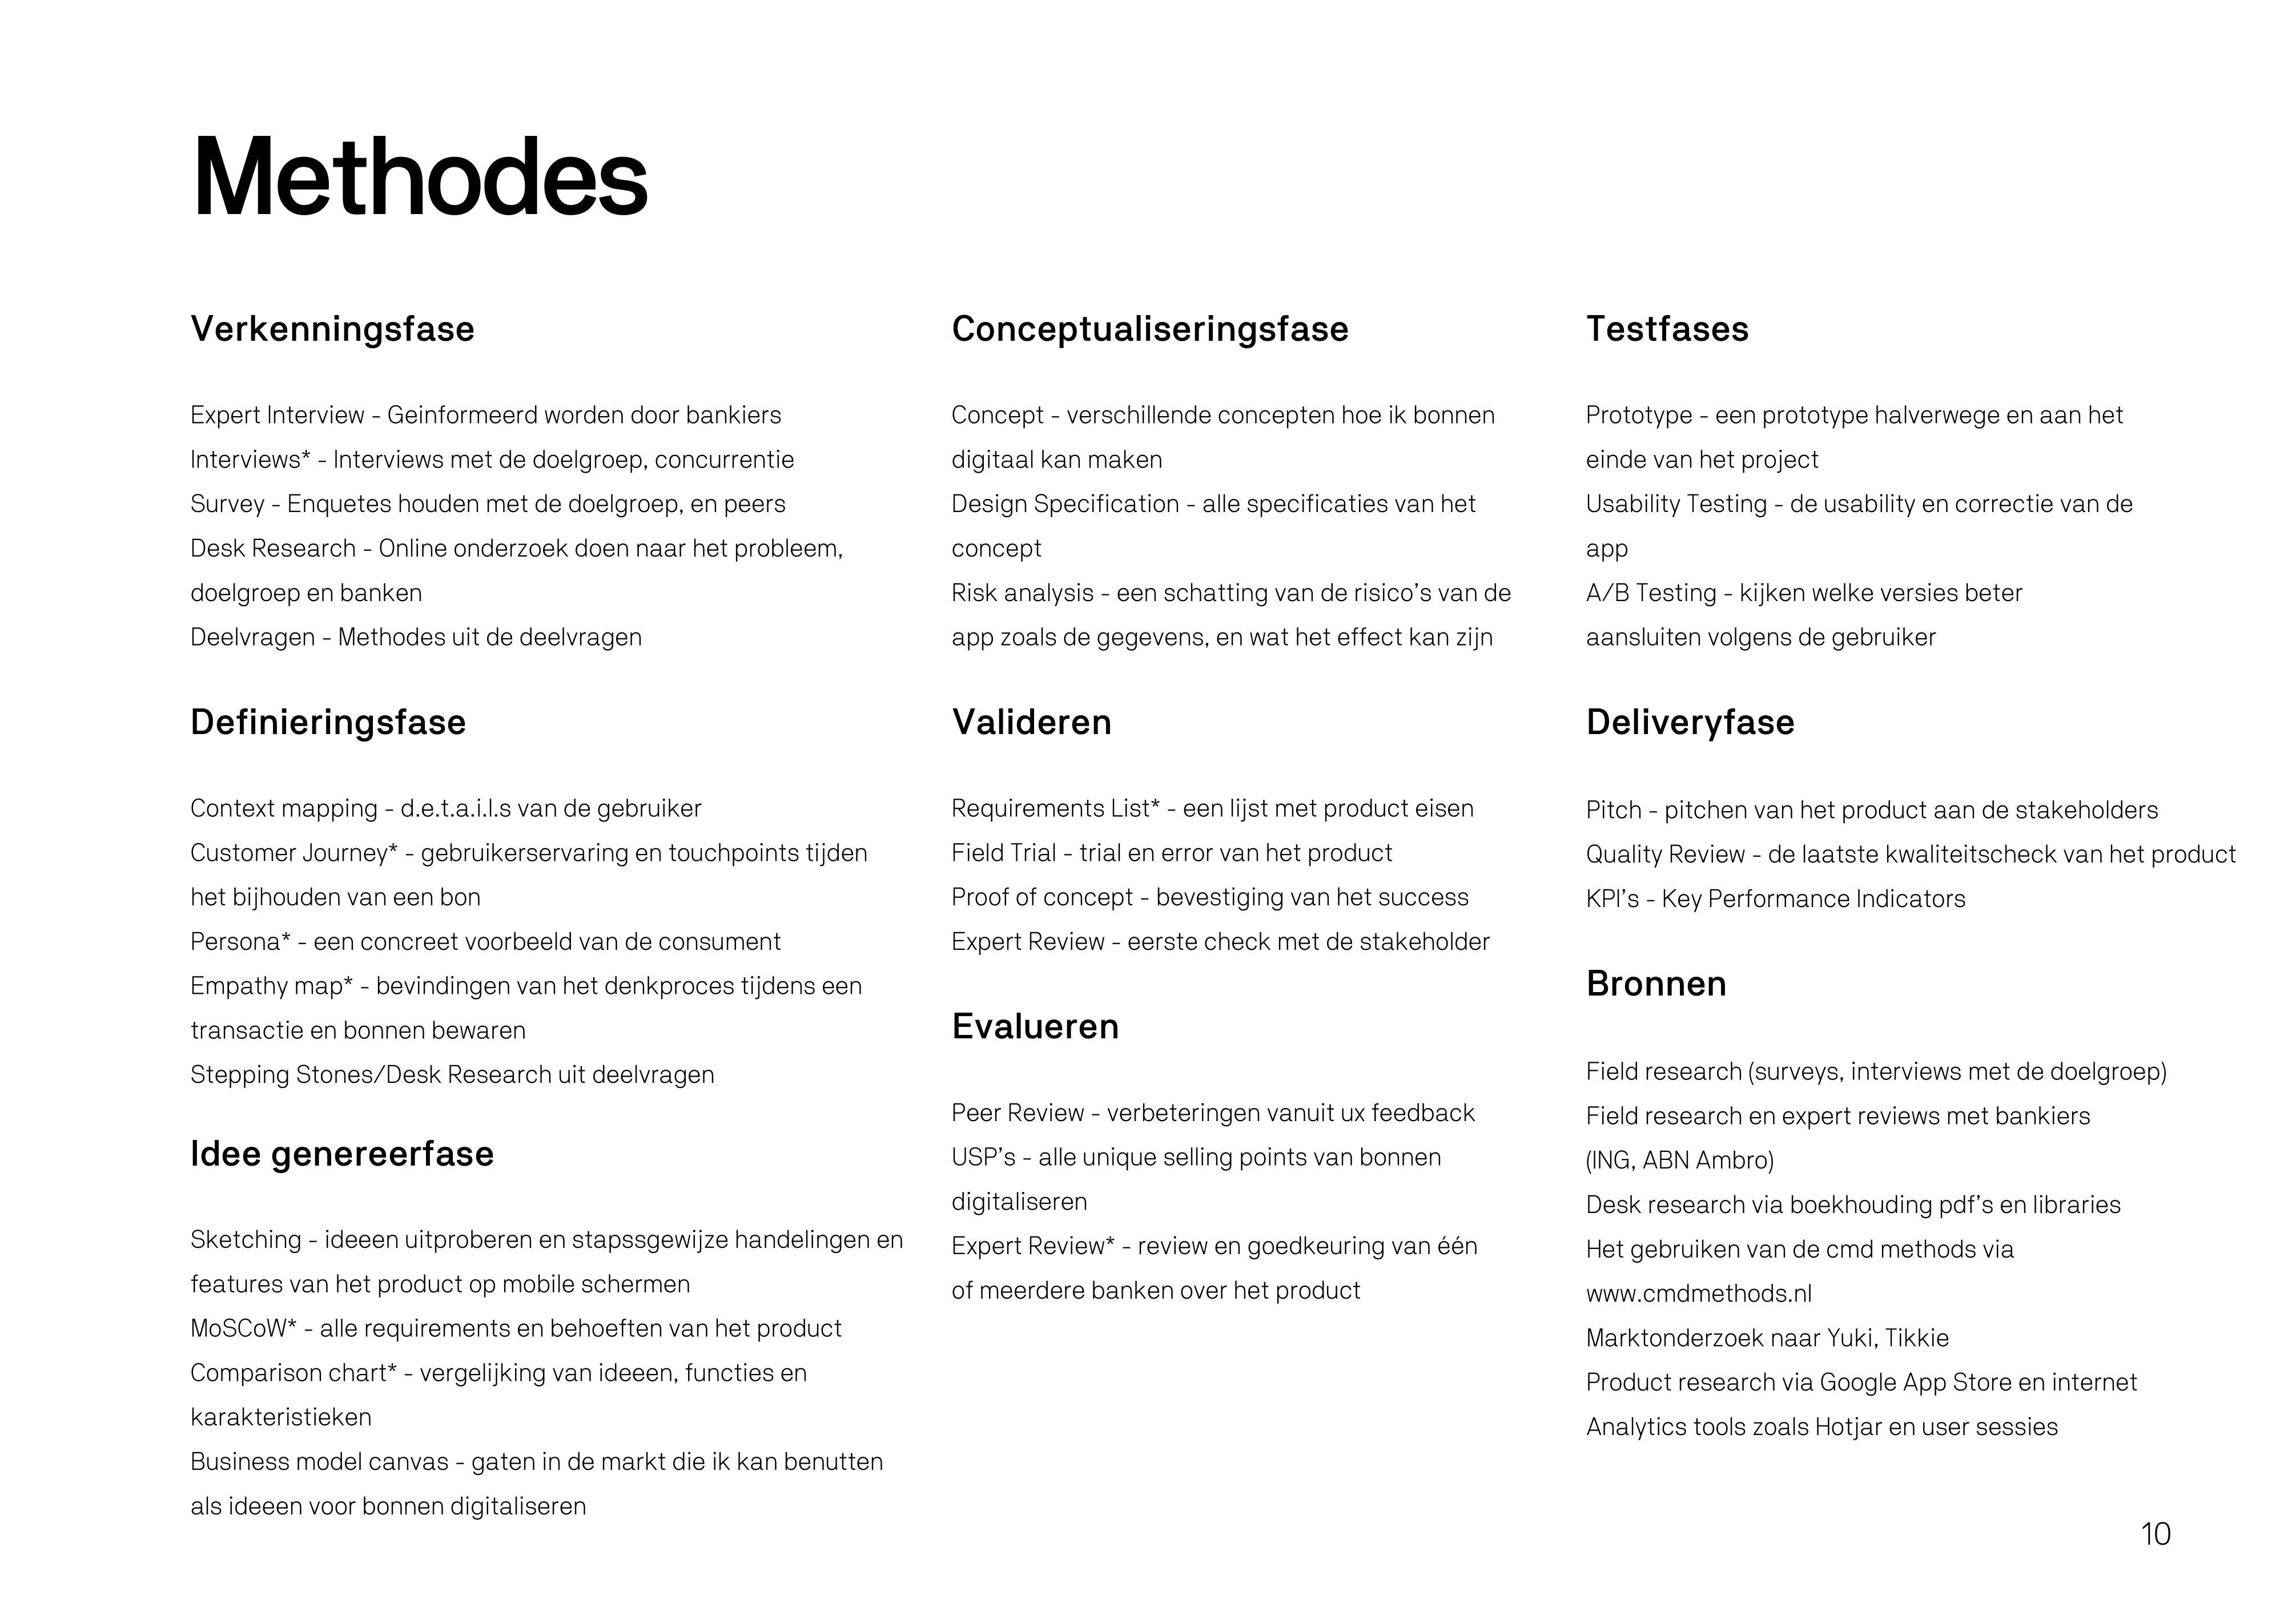 Methodes
Verkenningsfase
Expert Interview - Geinformeerd worden door bankiers
Interviews* - Interviews met de doelgroep, concurrentie
Survey - Enquetes houden met de doelgroep, en peers
Desk Research - Online onderzoek doen naar het probleem,
doelgroep en banken
Deelvragen - Methodes uit de deelvragen
Definieringsfase
Context mapping - d.e.t.a.i.l.s van de gebruiker
Customer Journey* - gebruikerservaring en touchpoints tijden
het bijhouden van een bon
Persona* - een concreet voorbeeld van de consument
Empathy map* - bevindingen van het denkproces tijdens een
transactie en bonnen bewaren
Stepping Stones/Desk Research uit deelvragen
Idee genereerfase
Sketching - ideeen uitproberen en stapssgewijze handelingen en
features van het product op mobile schermen
MoSCoW* - alle requirements en behoeften van het product
Comparison chart* - vergelijking van ideeen, functies en
karakteristieken
Business model canvas - gaten in de markt die ik kan benutten
als ideeen voor bonnen digitaliseren
Conceptualiseringsfase
Concept - verschillende concepten hoe ik bonnen
digitaal kan maken
Design Specification - alle specificaties van het
concept
Risk analysis - een schatting van de risico's van de
app zoals de gegevens, en wat het effect kan zijn
Valideren
Requirements List* - een lijst met product eisen
Field Trial - trial en error van het product
Proof of concept - bevestiging van het success
Expert Review - eerste check met de stakeholder
Evalueren
Peer Review - verbeteringen vanuit ux feedback
USP's - alle unique selling points van bonnen
digitaliseren
Expert Review* - review en goedkeuring van één
of meerdere banken over het product
Testfases
Prototype - een prototype halverwege en aan het
einde van het project
Usability Testing - de usability en correctie van de
app
A/B Testing - kijken welke versies beter
aansluiten volgens de gebruiker
Deliveryfase
Pitch - pitchen van het product aan de stakeholders
Quality Review - de laatste kwaliteitscheck van het product
KPI's - Key Performance Indicators
Bronnen
Field research (surveys, interviews met de doelgroep)
Field research en expert reviews met bankiers
(ING, ABN Ambro)
Desk research via boekhouding pdf's en libraries
Het gebruiken van de cmd methods via
www.cmdmethods.nl
Marktonderzoek naar Yuki, Tikkie
Product research via Google App Store en internet
Analytics tools zoals Hotjar en user sessies
10